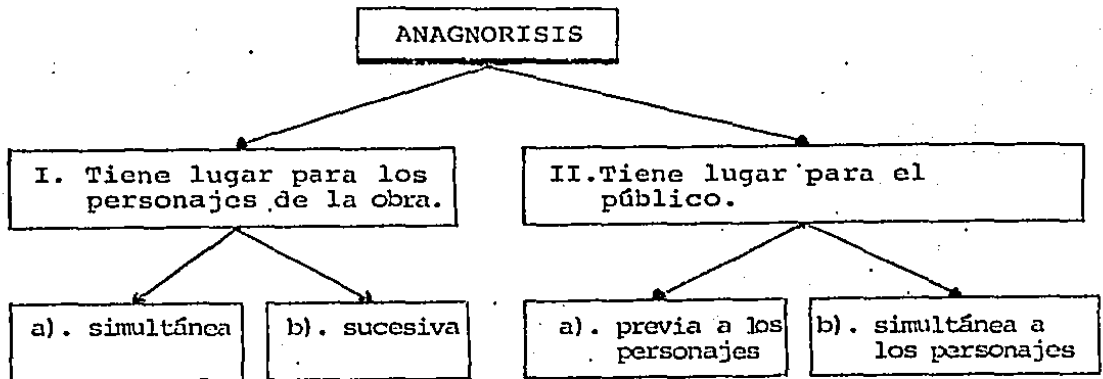 ANAGNORISIS
I. Tiene lugar para los
personajes de la obra.
II.Tiene lugar para el
público.
a). simultánea
b). sucesiva
a). previa a los
personajes
b). simultánea a
los personajes